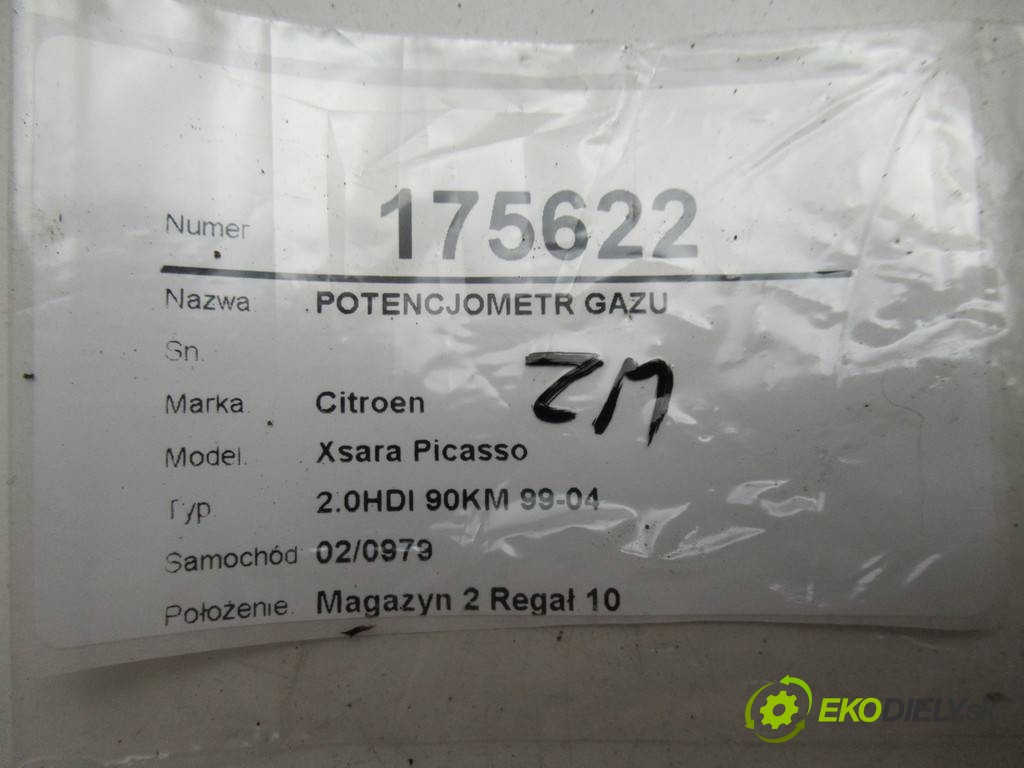 Numer 175622
Nazwa POTENCJOMETR GAZU
Sn.
Marka. Citroen
Model. Xsara Picasso
Typ. 2.0HDI 90KM 99-04
Samochód 02/0979
Położenie. Magazyn 2 Regał 10
EKODIELY.sk